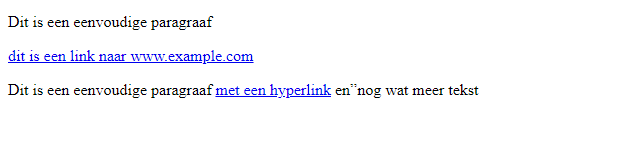 Dit is een eenvoudige paragraaf
dit is een link naar www.example.com
Dit is een eenvoudige paragraaf met een hyperlink en”nog wat meer tekst